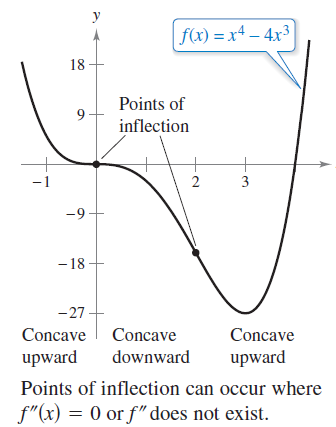 y
f(x) = x⁴ – 4x³
18
9
Points of
inflection
−1
2
3
−9
−18
−27
Concave upward
Concave downward
Concave upward
Points of inflection can occur where
f″(x) = 0 or f″ does not exist.